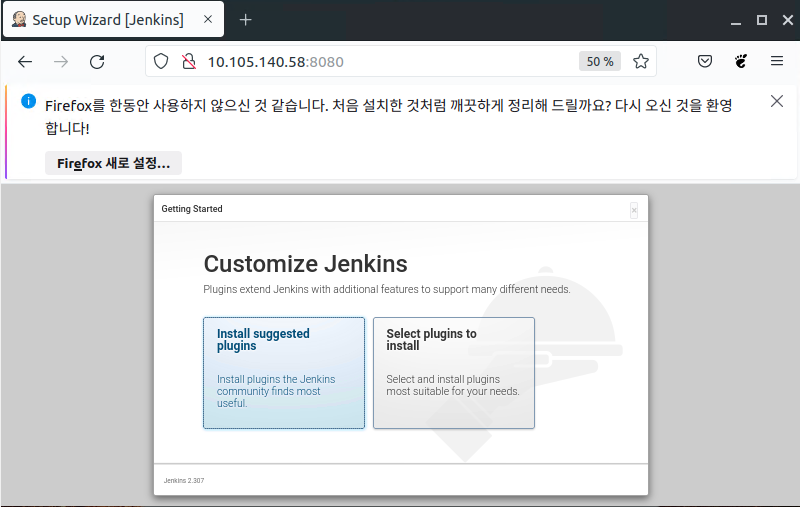 Setup Wizard [Jenkins]
10.105.140.58:8080
50 %
Firefox를 한동안 사용하지 않으신 것 같습니다. 처음 설치한 것처럼 깨끗하게 정리해 드릴까요? 다시 오신 것을 환영
합니다!
Firefox 새로 설정...
Getting Started
Customize Jenkins
Plugins extend Jenkins with additional features to support many different needs.
Install suggested
plugins
Install plugins the Jenkins
community finds most
useful.
Select plugins to
install
Select and install plugins
most suitable for your needs.
Jenkins 2.307